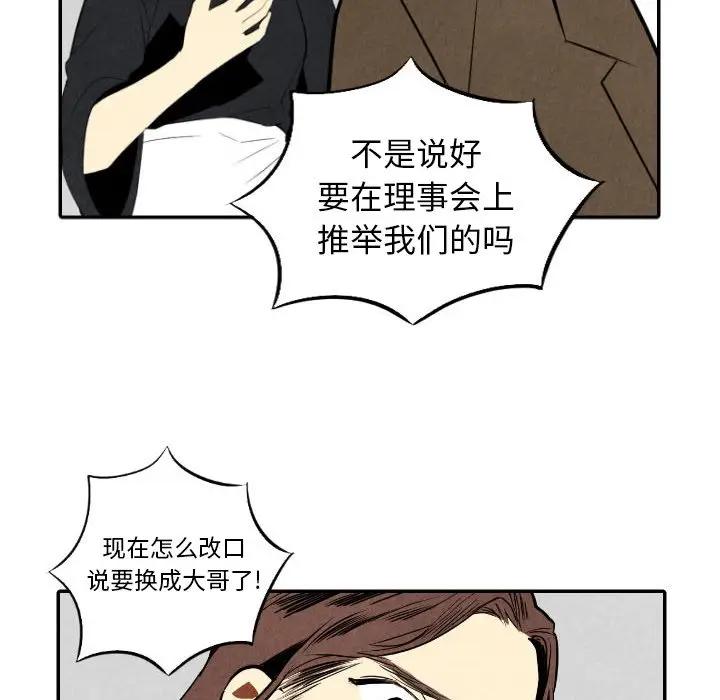 不是说好
要在理事会上
推举我们的吗
现在怎么改口
说要换成大哥了!